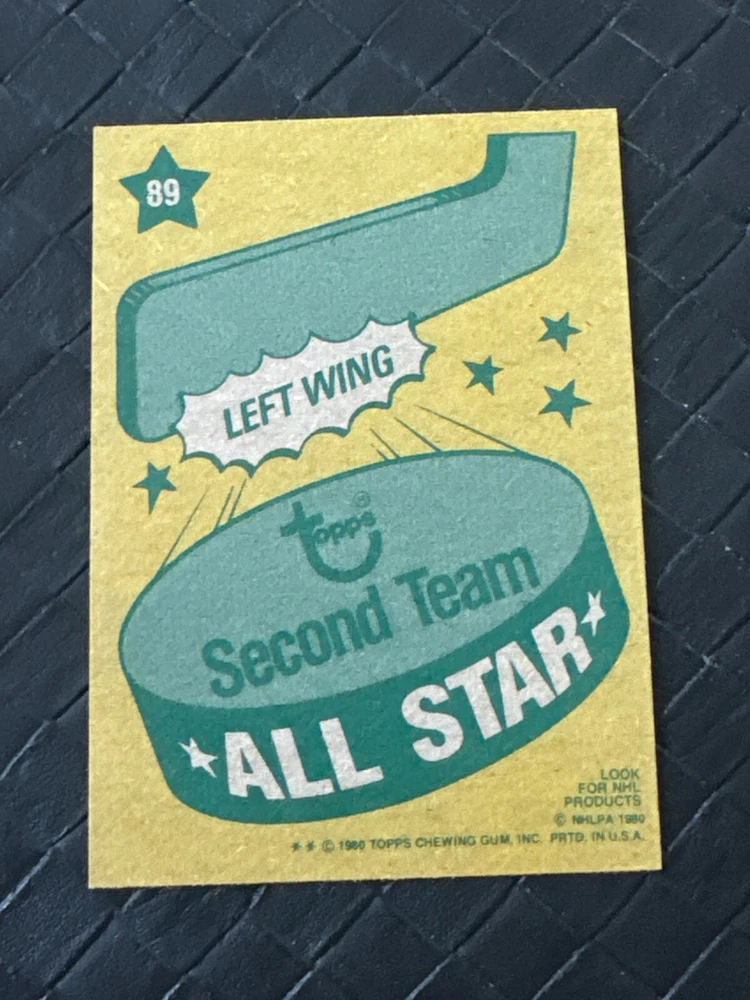 89
LEFT WING
topps ®
Second Team
ALL STAR
LOOK
FOR NHL
PRODUCTS
© NHLPA 1980
** © 1980 TOPPS CHEWING GUM, INC. PRTD. IN U.S.A.